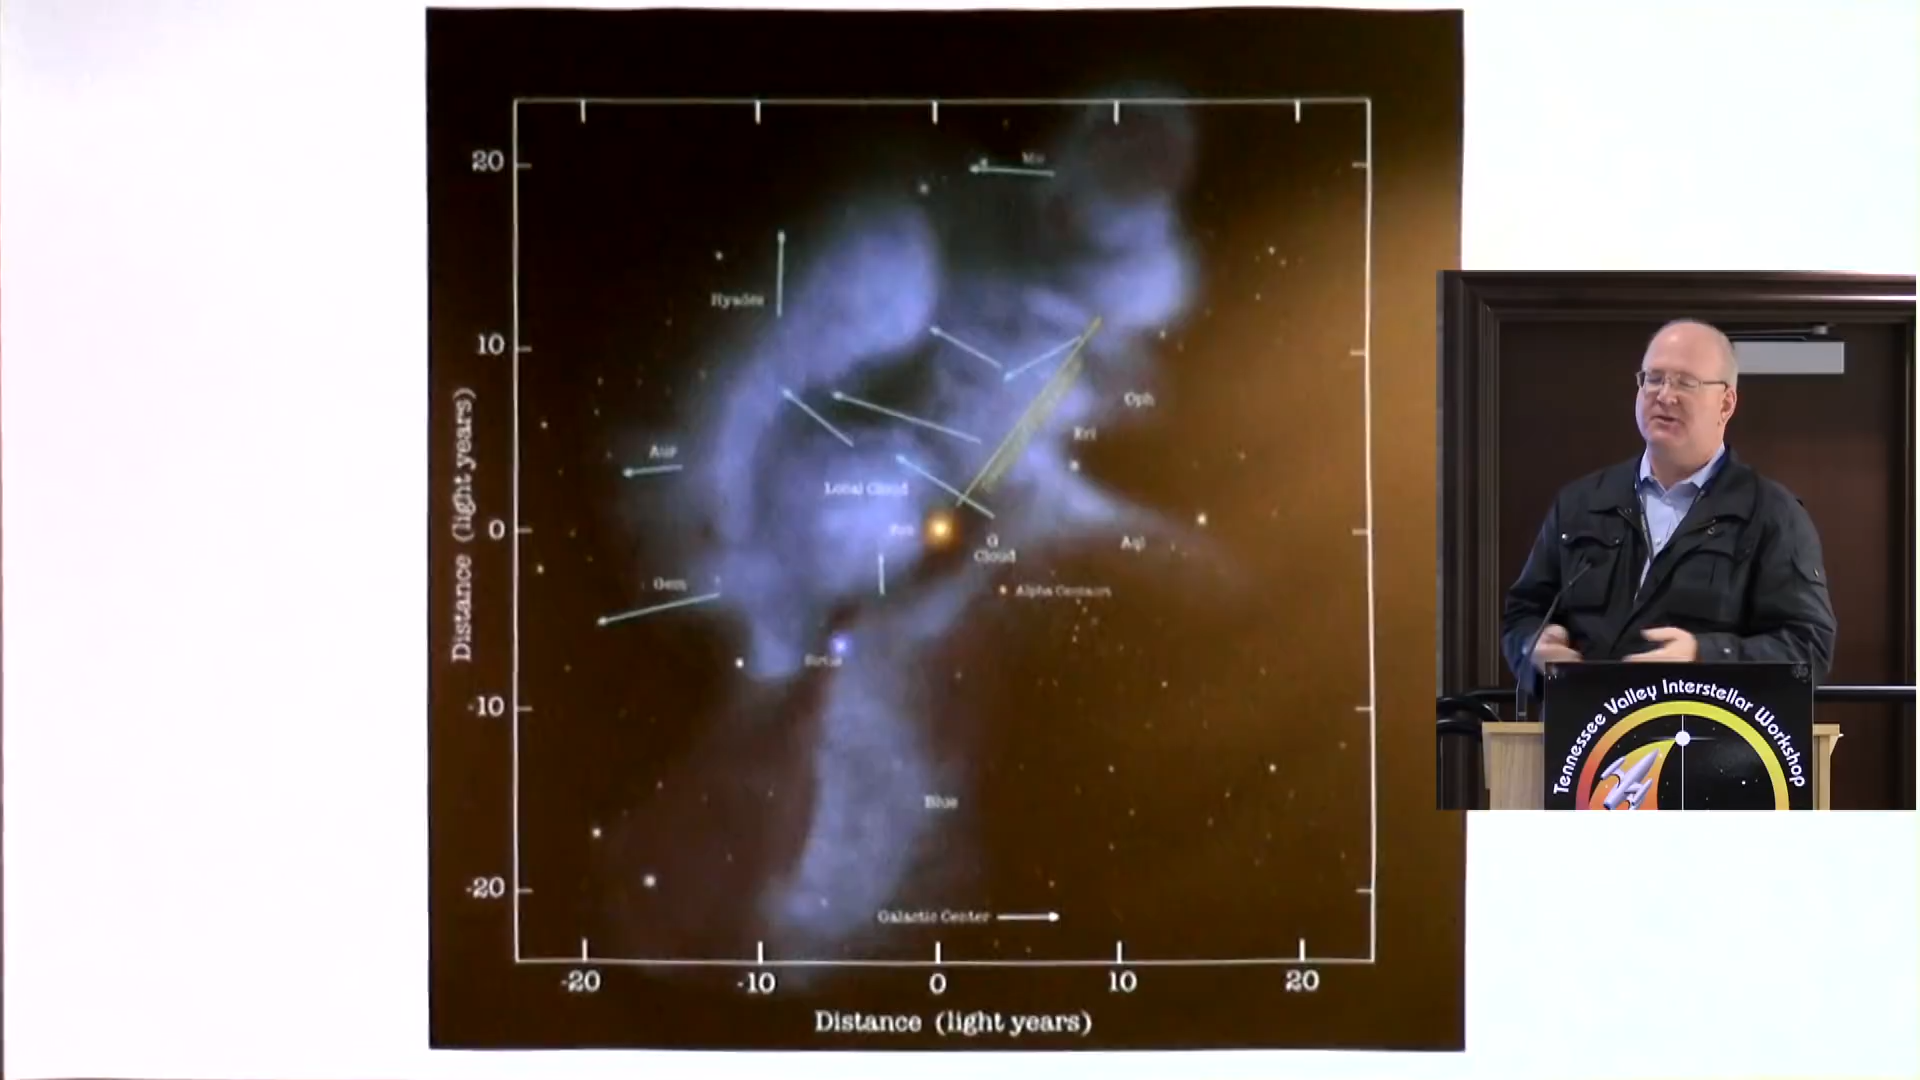 20
Mic
Hyades
10
Oph
Eri
Aur
Local Cloud
Sun
0
G
Cloud
Aql
Gem
Alpha Centauri
Sirius
-10
Blue
-20
Galactic Center
-20
-10
0
10
20
Distance (light years)
Distance (light years)
Tennessee Valley Interstellar Workshop